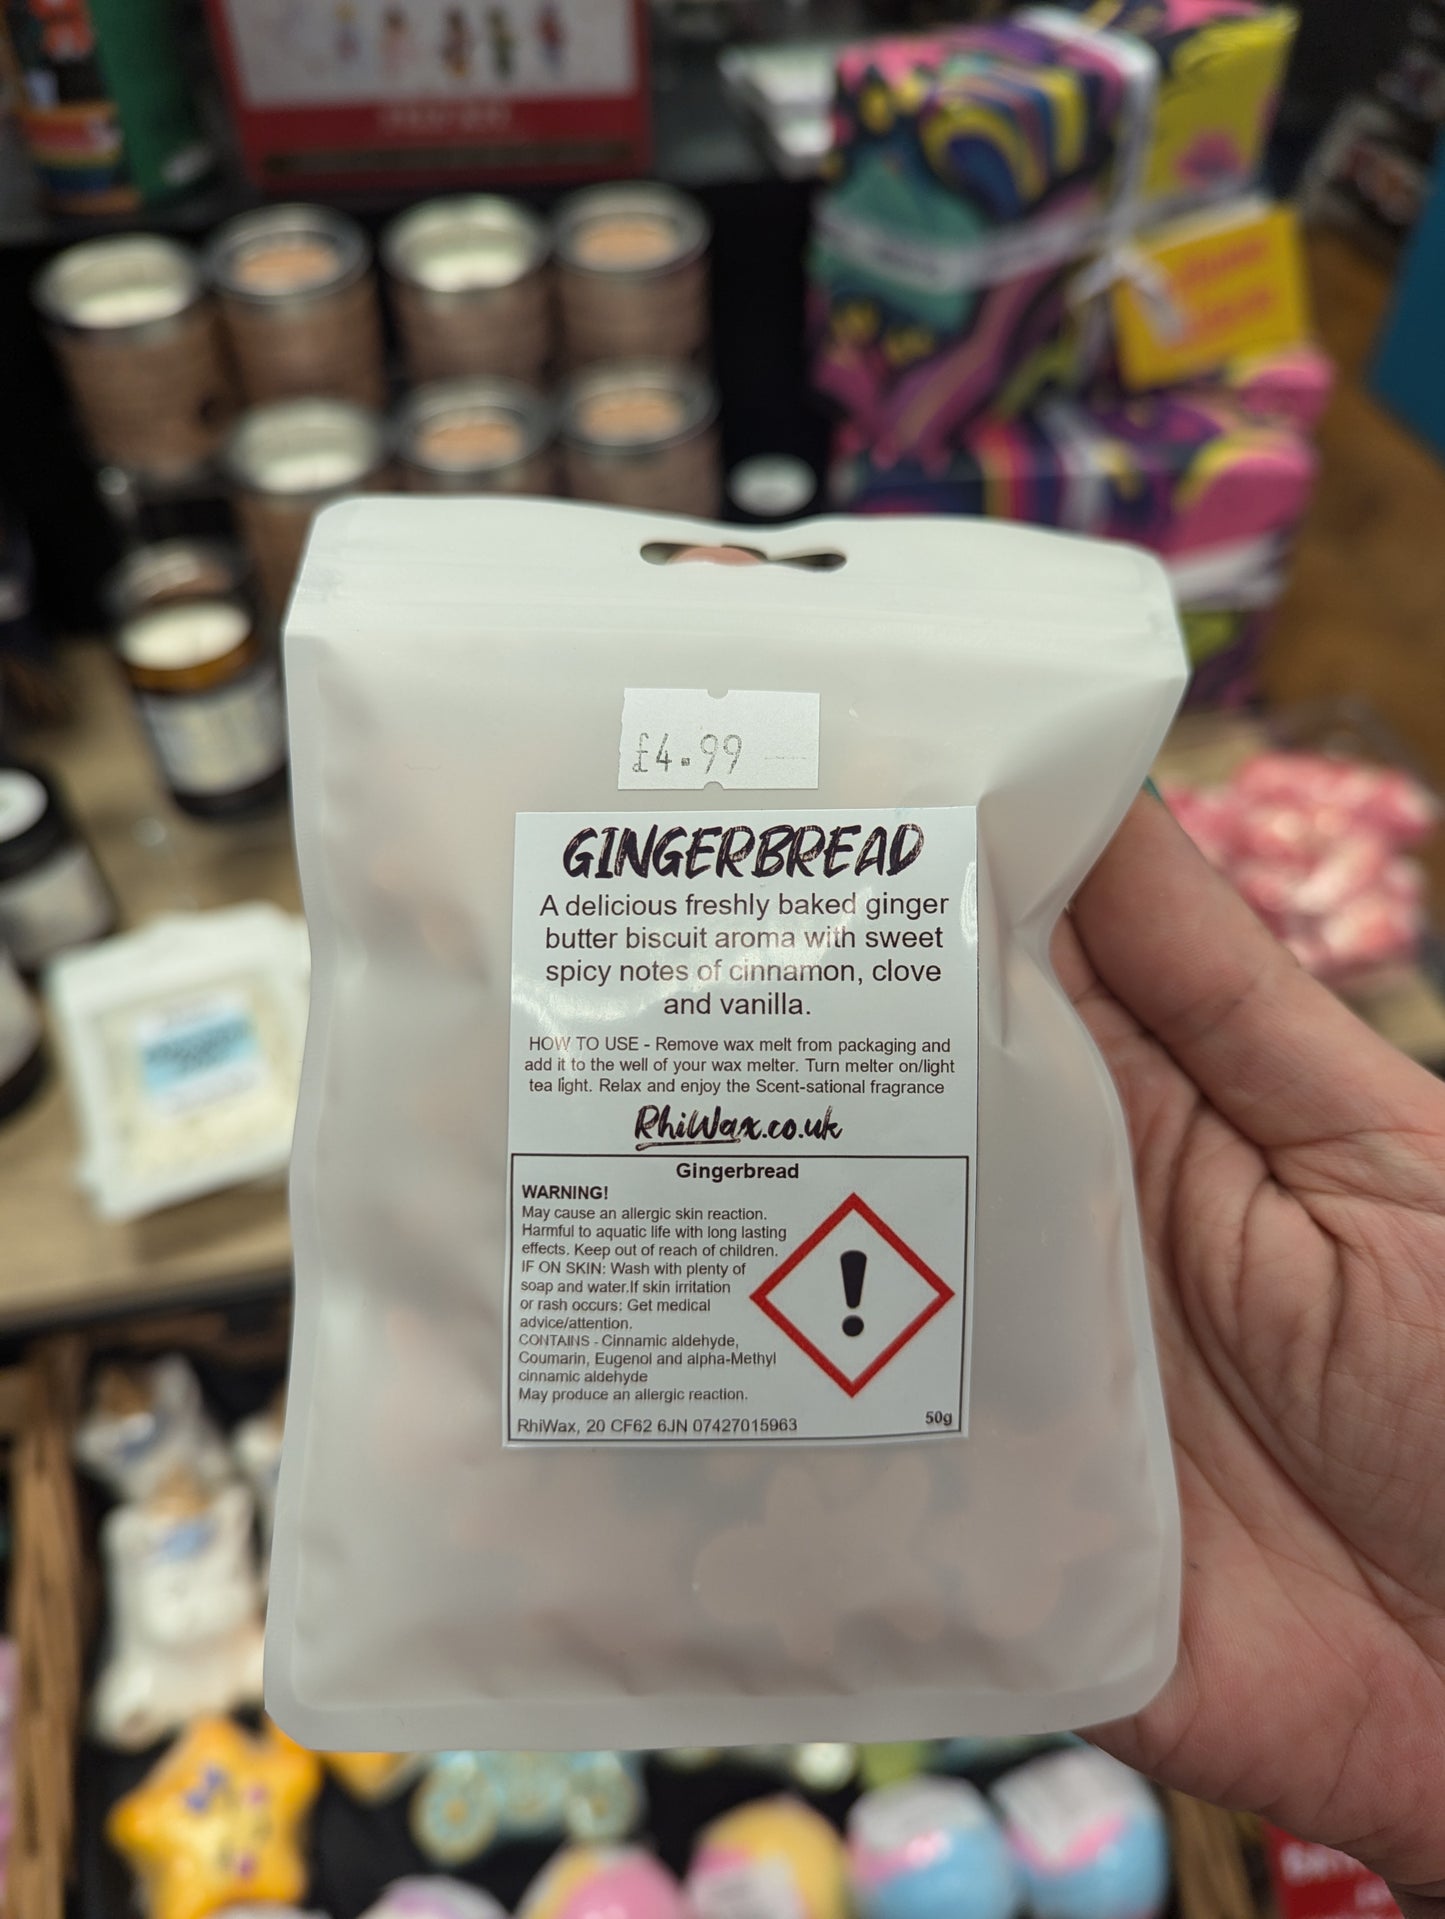 £4.99
GINGERBREAD
A delicious freshly baked ginger
butter biscuit aroma with sweet
spicy notes of cinnamon, clove
and vanilla.
HOW TO USE - Remove wax melt from packaging and
add it to the well of your wax melter. Turn melter on/light
tea light. Relax and enjoy the Scent-sational fragrance
RhiWax.co.uk
Gingerbread
WARNING!
May cause an allergic skin reaction.
Harmful to aquatic life with long lasting
effects. Keep out of reach of children.
IF ON SKIN: Wash with plenty of
soap and water.If skin irritation
or rash occurs: Get medical
advice/attention.
CONTAINS - Cinnamic aldehyde,
Coumarin, Eugenol and alpha-Methyl
cinnamic aldehyde
May produce an allergic reaction.
RhiWax, 20 CF62 6JN 07427015963
50g